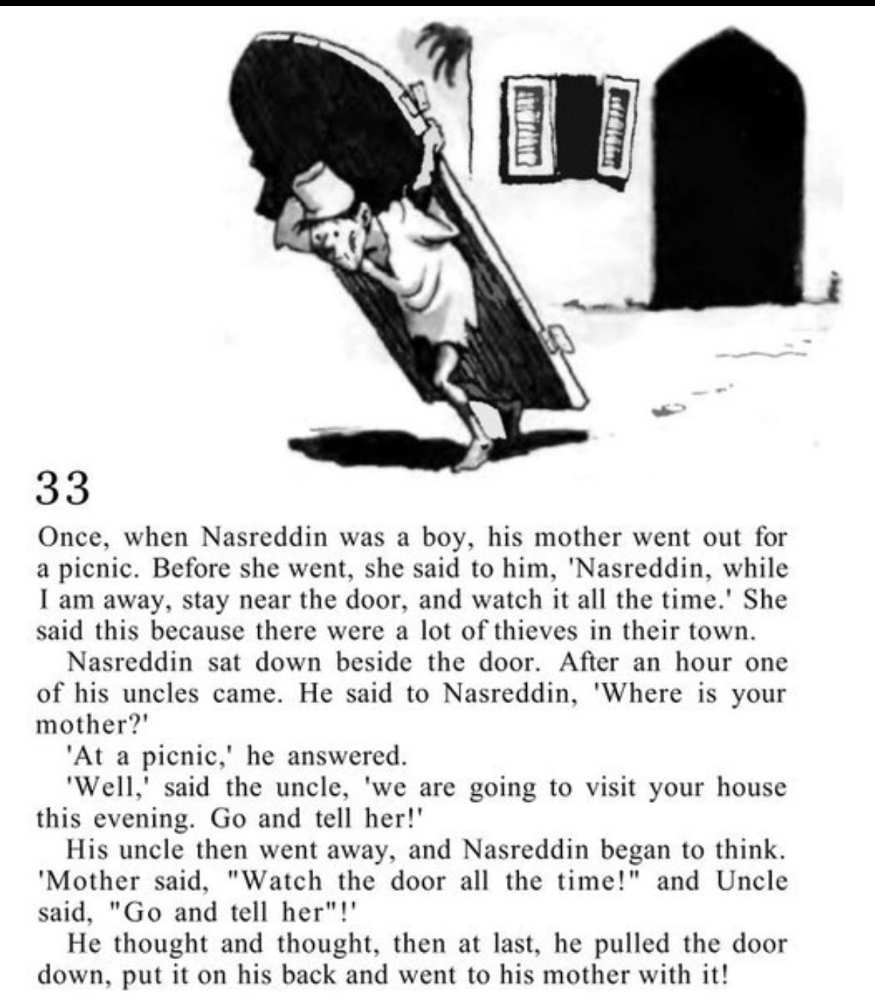 33
Once, when Nasreddin was a boy, his mother went out for
a picnic. Before she went, she said to him, 'Nasreddin, while
I am away, stay near the door, and watch it all the time.' She
said this because there were a lot of thieves in their town.
Nasreddin sat down beside the door. After an hour one
of his uncles came. He said to Nasreddin, 'Where is your
mother?'
'At a picnic,' he answered.
'Well,' said the uncle, 'we are going to visit your house
this evening. Go and tell her!'
His uncle then went away, and Nasreddin began to think.
'Mother said, "Watch the door all the time!" and Uncle
said, "Go and tell her"!'
He thought and thought, then at last, he pulled the door
down, put it on his back and went to his mother with it!